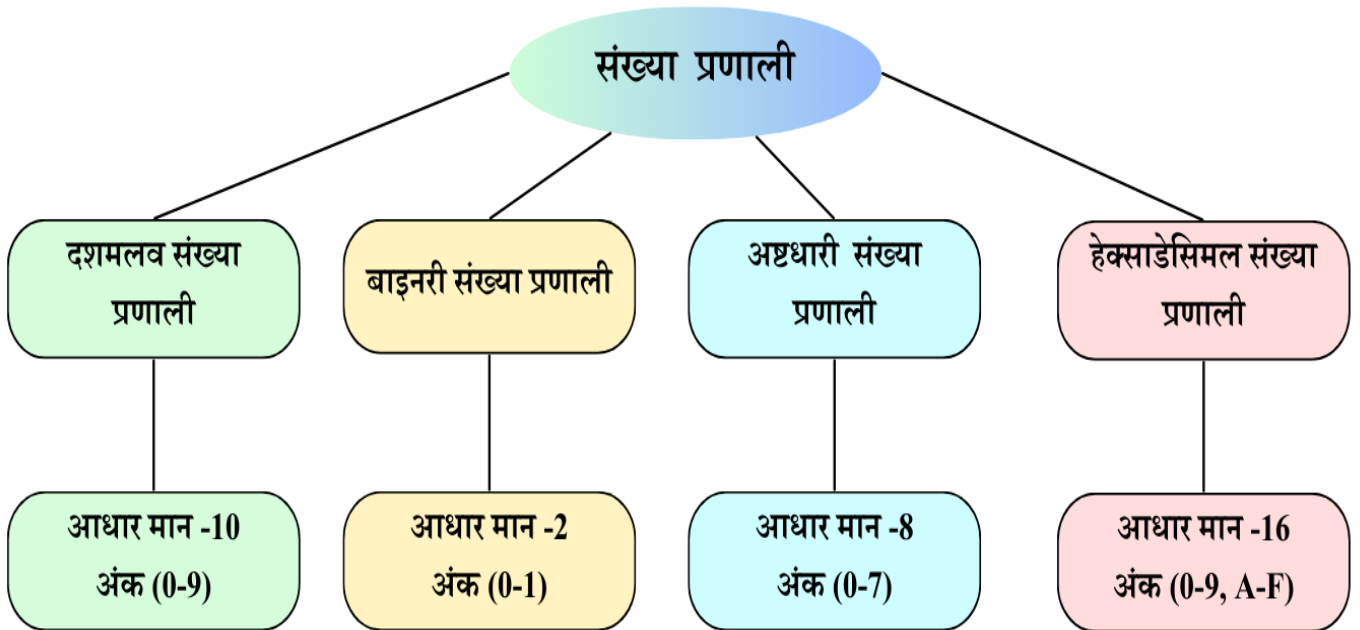 संख्या प्रणाली
दशमलव संख्या
प्रणाली
बाइनरी संख्या प्रणाली
अष्टधारी संख्या
प्रणाली
हेक्साडेसिमल संख्या
प्रणाली
आधार मान -10
अंक (0-9)
आधार मान -2
अंक (0-1)
आधार मान -8
अंक (0-7)
आधार मान -16
अंक (0-9, A-F)